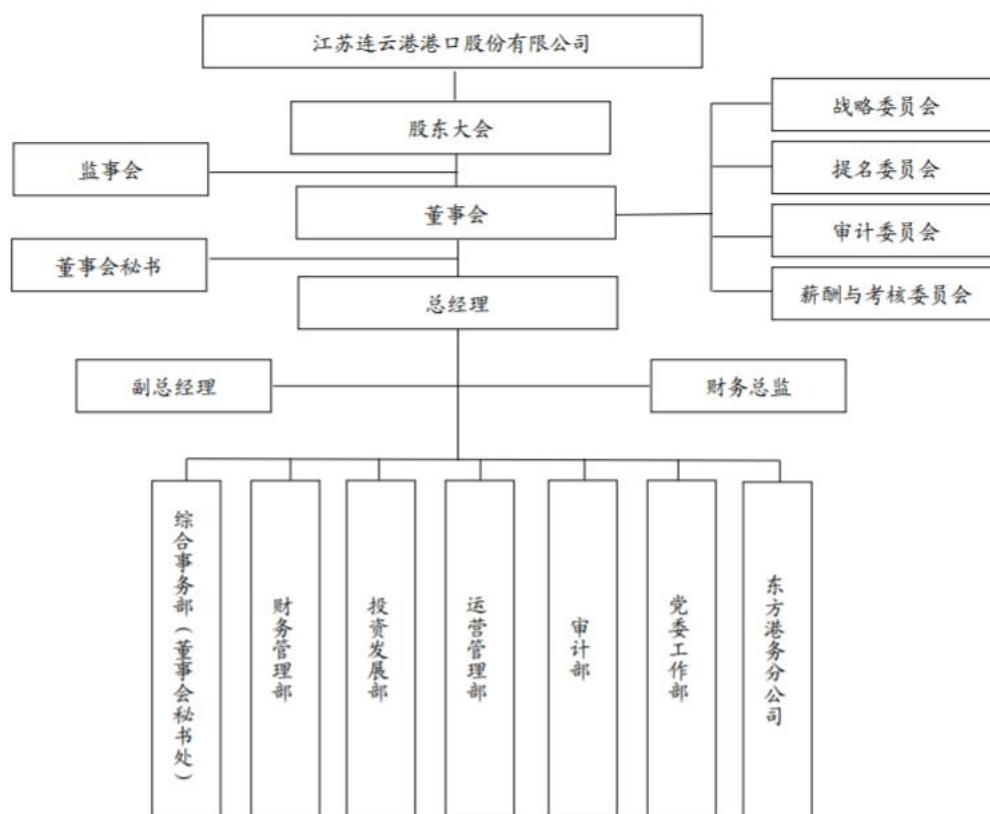 江苏连云港港口股份有限公司
战略委员会
股东大会
提名委员会
监事会
董事会
审计委员会
董事会秘书
薪酬与考核委员会
总经理
副总经理
财务总监
综合事务部（董事会秘书处）
财务管理部
投资发展部
运营管理部
审计部
党委工作部
东方港务分公司